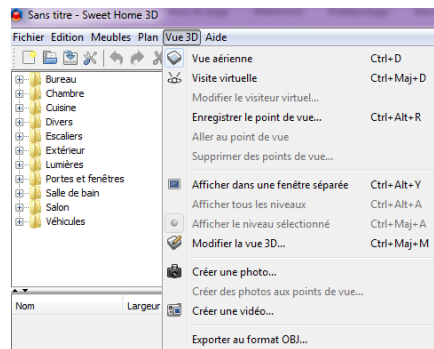 Sans titre - Sweet Home 3D
Fichier Edition Meubles Plan Vue 3D Aide
Bureau
Chambre
Cuisine
Divers
Escaliers
Extérieur
Lumières
Portes et fenêtres
Salle de bain
Salon
Véhicules
Nom Largeur
Vue aérienne Ctrl+D
Visite virtuelle Ctrl+Maj+D
Modifier le visiteur virtuel...
Enregistrer le point de vue... Ctrl+Alt+R
Aller au point de vue
Supprimer des points de vue...
Afficher dans une fenêtre séparée Ctrl+Alt+Y
Afficher tous les niveaux Ctrl+Alt+A
Afficher le niveau sélectionné Ctrl+Maj+A
Modifier la vue 3D... Ctrl+Maj+M
Créer une photo...
Créer des photos aux points de vue...
Créer une vidéo...
Exporter au format OBJ...